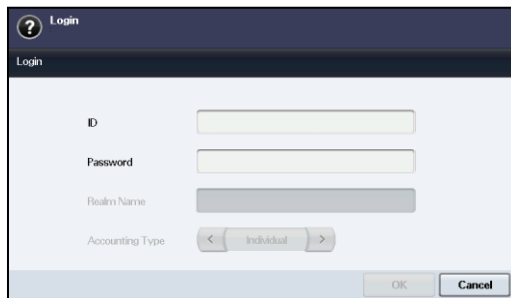 Login
Login
ID
Password
Realm Name
Accounting Type < Individual >
OK Cancel